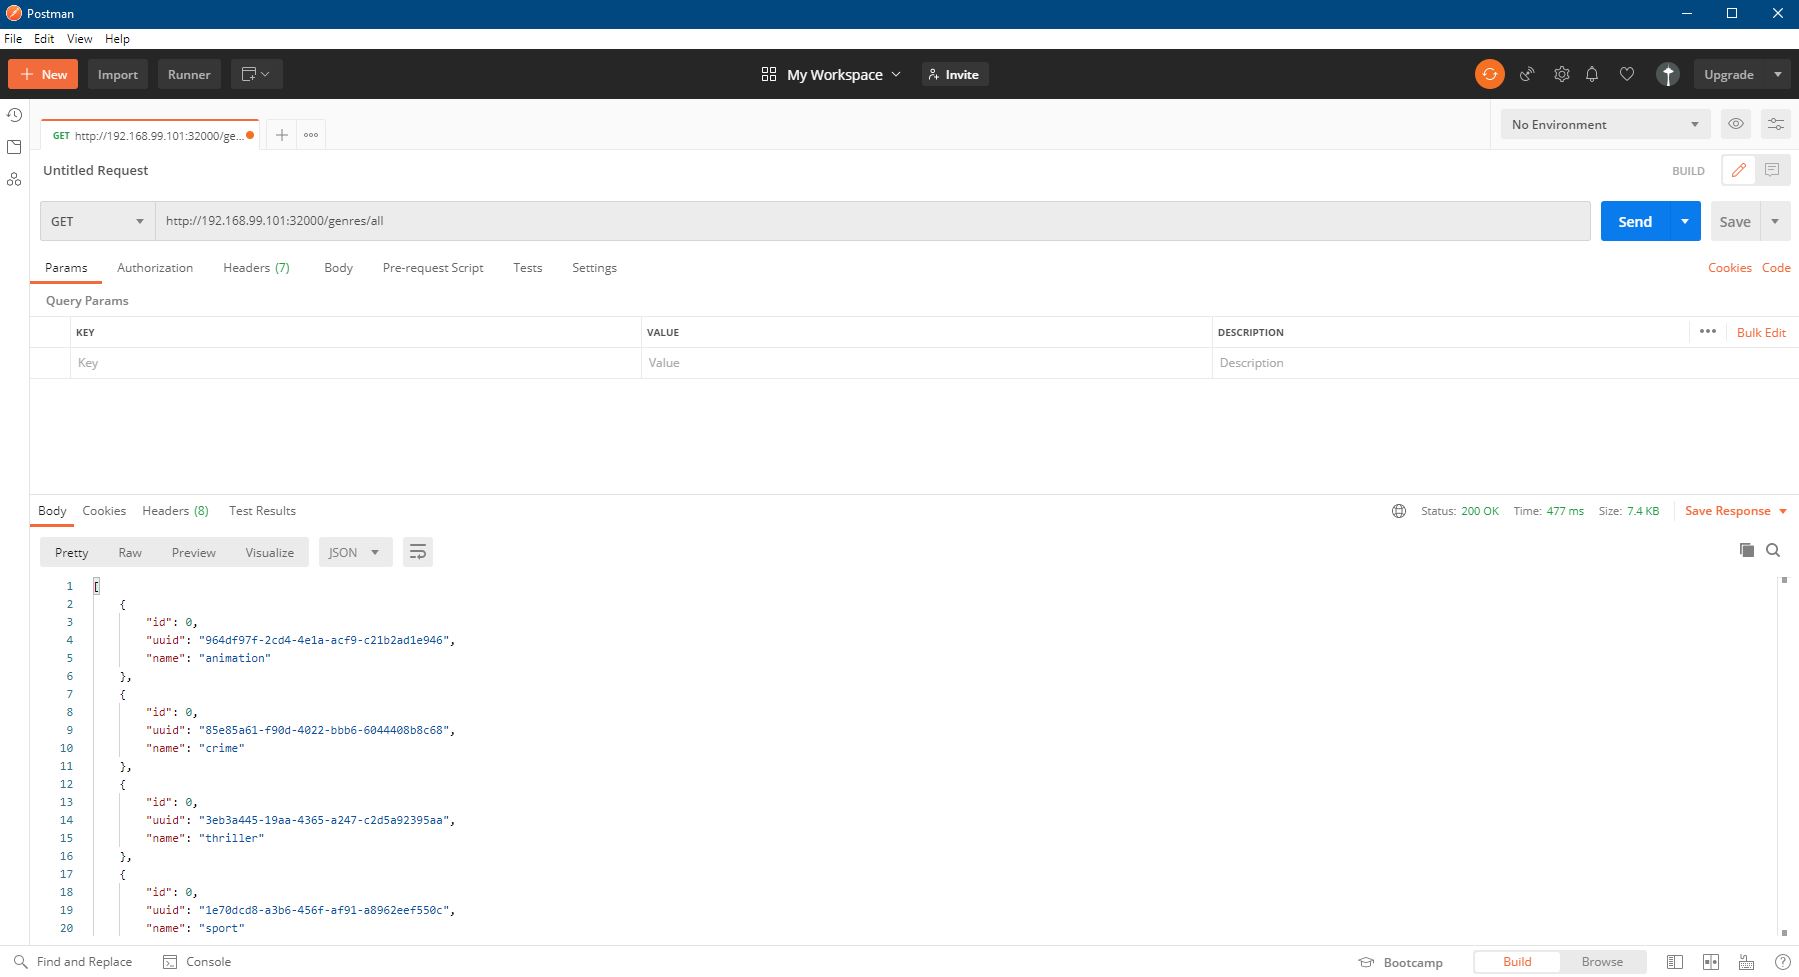 Postman
File Edit View Help
New Import Runner My Workspace Invite Upgrade
GET http://192.168.99.101:32000/ge... No Environment
Untitled Request BUILD
GET http://192.168.99.101:32000/genres/all Send Save
Params Authorization Headers (7) Body Pre-request Script Tests Settings Cookies Code
Query Params
KEY VALUE DESCRIPTION Bulk Edit
Key Value Description
Body Cookies Headers (8) Test Results Status: 200 OK Time: 477 ms Size: 7.4 KB Save Response
Pretty Raw Preview Visualize JSON
1 [
2 {
3 "id": 0,
4 "uuid": "964df97f-2cd4-4e1a-acf9-c21b2ad1e946",
5 "name": "animation"
6 },
7 {
8 "id": 0,
9 "uuid": "85e85a61-f90d-4022-bbb6-6044408b8c68",
10 "name": "crime"
11 },
12 {
13 "id": 0,
14 "uuid": "3eb3a445-19aa-4365-a247-c2d5a92395aa",
15 "name": "thriller"
16 },
17 {
18 "id": 0,
19 "uuid": "1e70dcd8-a3b6-456f-af91-a8962eef550c",
20 "name": "sport"
Find and Replace Console Bootcamp Build Browse